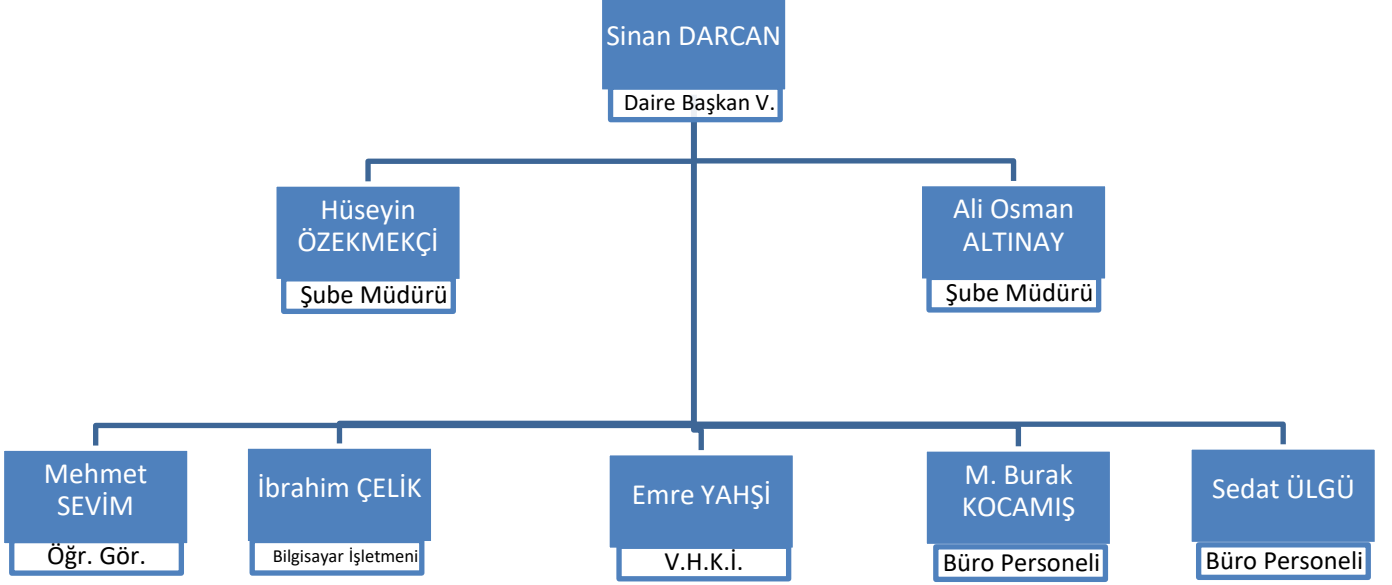 Sinan DARCAN
Daire Başkan V.
Hüseyin
ÖZEKMEKÇİ
Şube Müdürü
Ali Osman
ALTINAY
Şube Müdürü
Mehmet
SEVİM
Öğr. Gör.
İbrahim ÇELİK
Bilgisayar İşletmeni
Emre YAHŞİ
V.H.K.İ.
M. Burak
KOCAMIŞ
Büro Personeli
Sedat ÜLGÜ
Büro Personeli